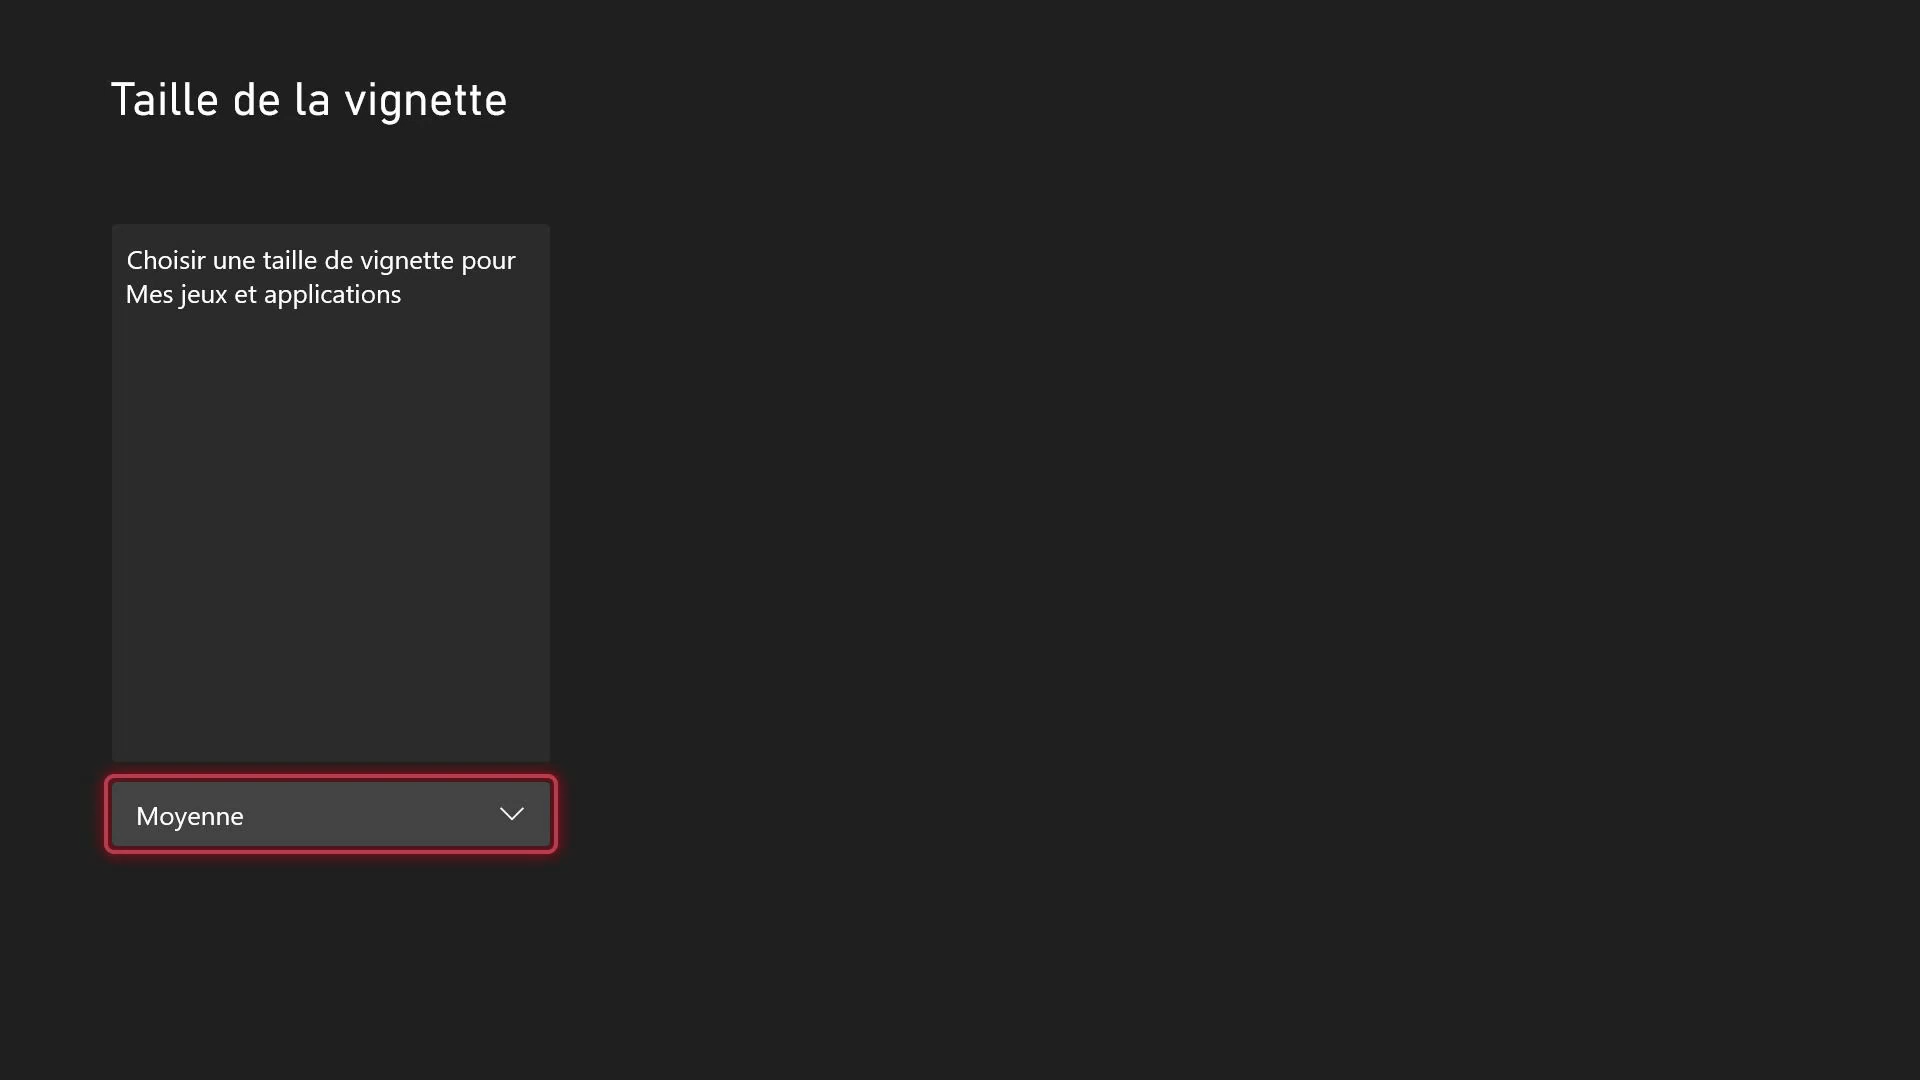 Taille de la vignette
Choisir une taille de vignette pour
Mes jeux et applications
Moyenne